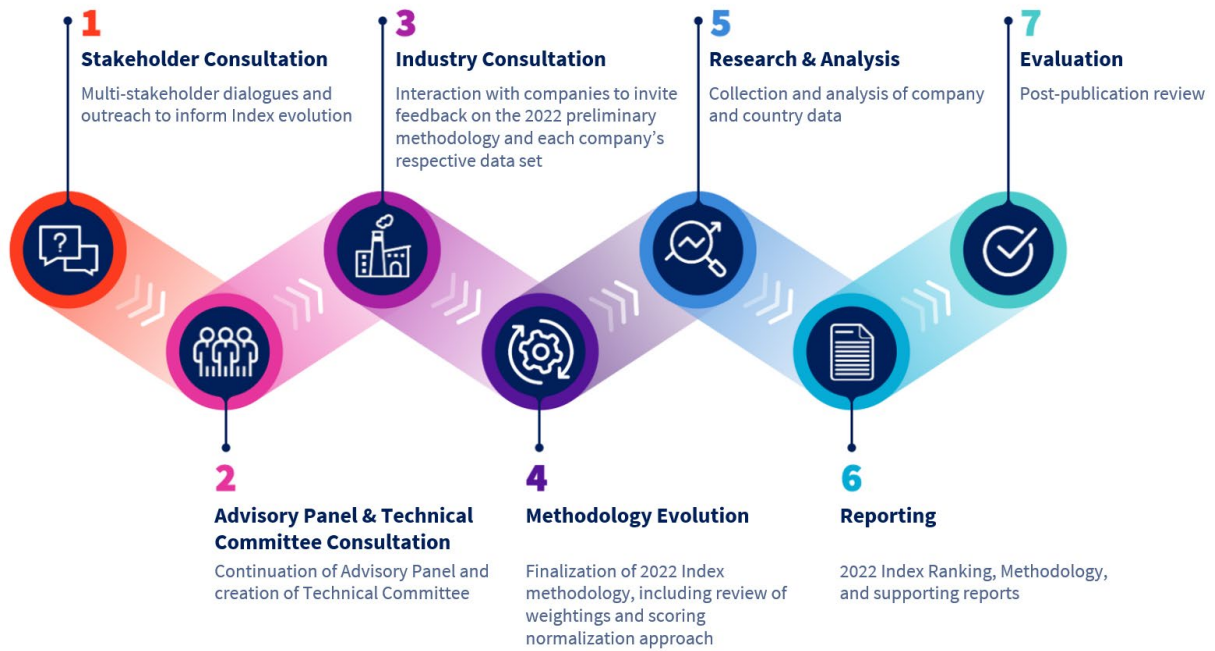 1
Stakeholder Consultation
Multi-stakeholder dialogues and
outreach to inform Index evolution
2
Advisory Panel & Technical
Committee Consultation
Continuation of Advisory Panel and
creation of Technical Committee
3
Industry Consultation
Interaction with companies to invite
feedback on the 2022 preliminary
methodology and each company’s
respective data set
4
Methodology Evolution
Finalization of 2022 Index
methodology, including review of
weightings and scoring
normalization approach
5
Research & Analysis
Collection and analysis of company
and country data
6
Reporting
2022 Index Ranking, Methodology,
and supporting reports
7
Evaluation
Post-publication review
?